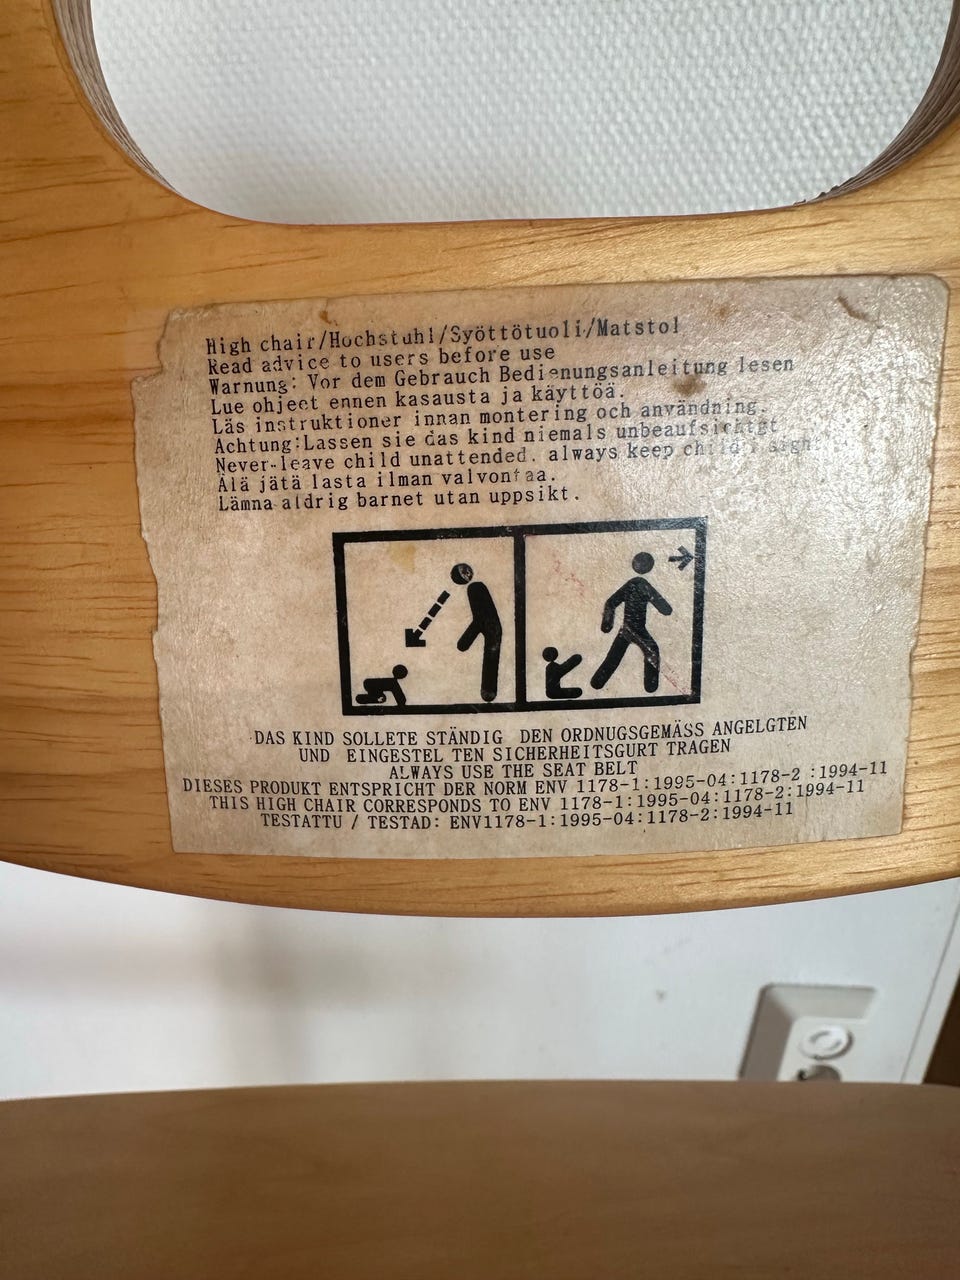 High chair/Hochstuhl/Syöttötuoli/Matstol
Read advice to users before use
Warnung: Vor dem Gebrauch Bedienungsanleitung lesen
Lue ohjeet ennen kasausta ja käyttöä.
Läs instruktioner innan montering och användning.
Achtung:Lassen sie das kind niemals unbeaufsichtgt
Never-leave child unattended. always keep child sight
Älä jätä lasta ilman valvontaa.
Lämna aldrig barnet utan uppsikt.
DAS KIND SOLLETE STÄNDIG DEN ORDNUGSGEMÄSS ANGELGTEN
UND EINGESTEL TEN SICHERHEITSGURT TRAGEN
ALWAYS USE THE SEAT BELT
DIESES PRODUKT ENTSPRICHT DER NORM ENV 1178-1:1995-04:1178-2 :1994-11
THIS HIGH CHAIR CORRESPONDS TO ENV 1178-1:1995-04:1178-2:1994-11
TESTATTU / TESTAD: ENV1178-1:1995-04:1178-2:1994-11